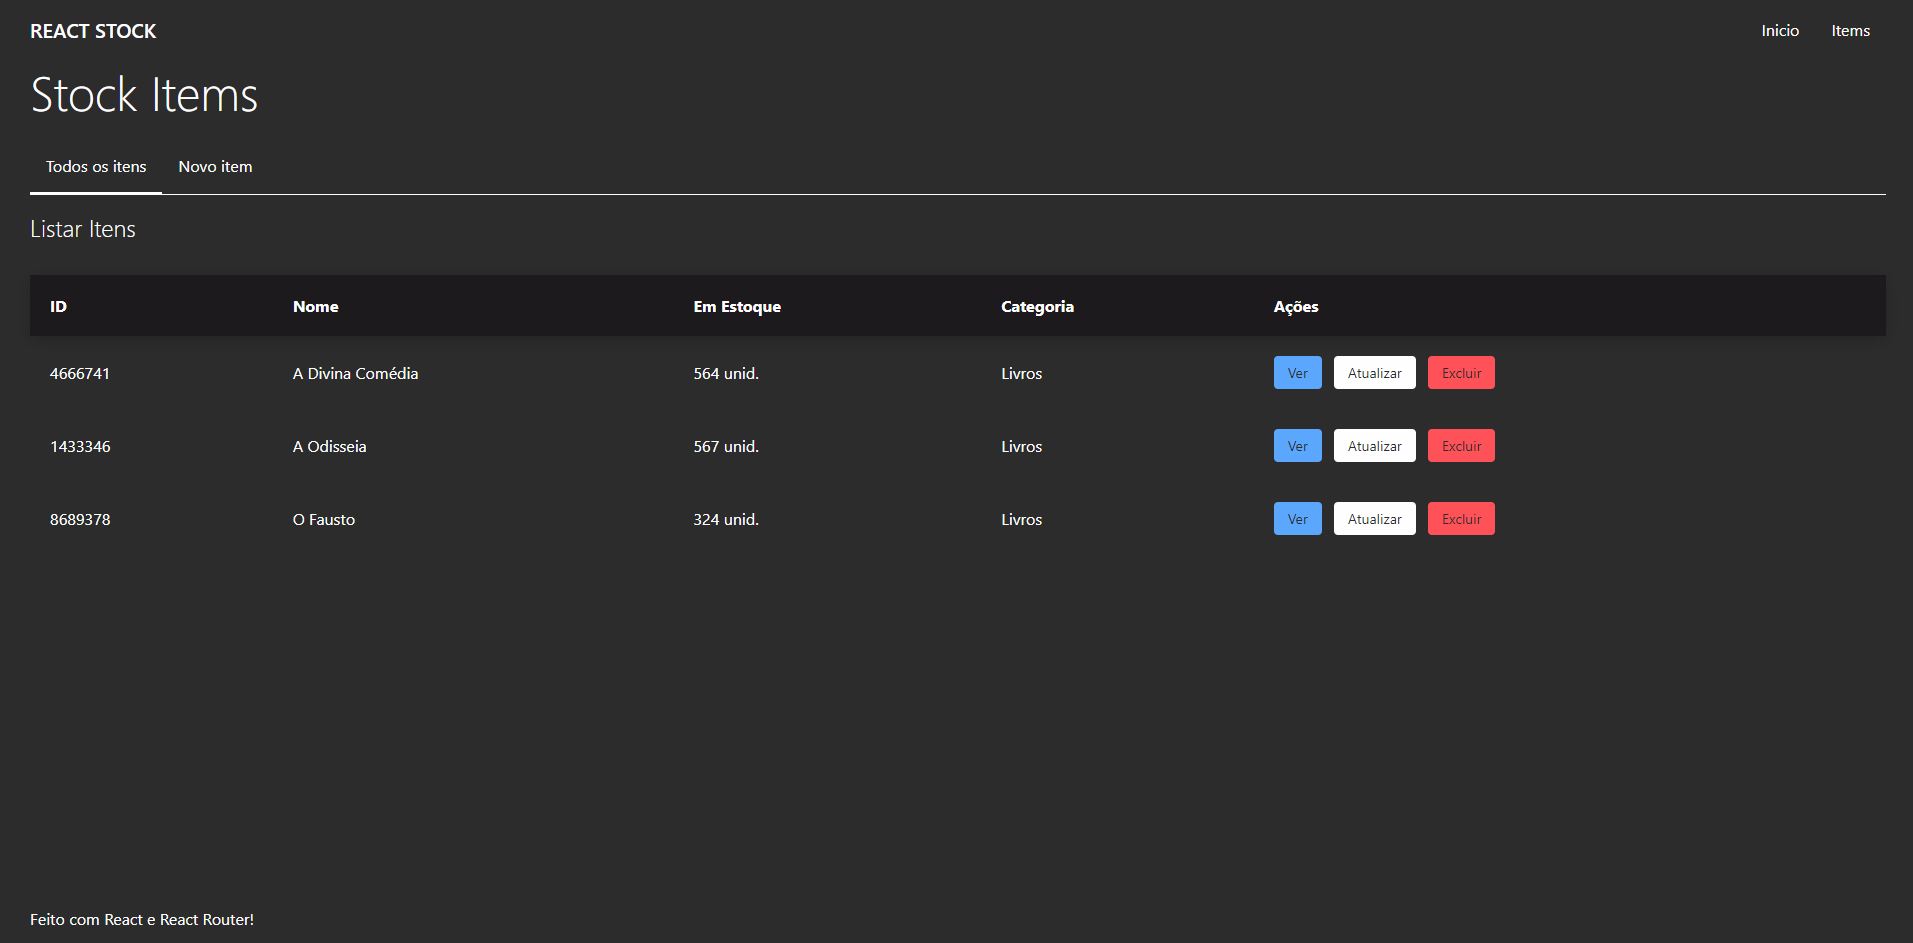 REACT STOCK Inicio Items
Stock Items
Todos os itens Novo item
Listar Itens
ID Nome Em Estoque Categoria Ações
4666741 A Divina Comédia 564 unid. Livros Ver Atualizar Excluir
1433346 A Odisseia 567 unid. Livros Ver Atualizar Excluir
8689378 O Fausto 324 unid. Livros Ver Atualizar Excluir
Feito com React e React Router!